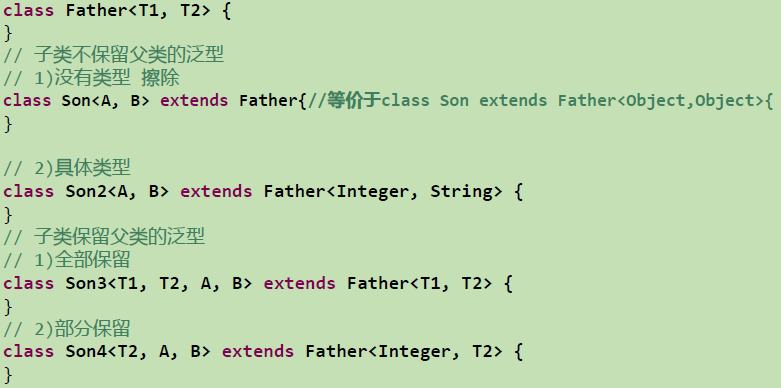 class Father<T1, T2> {
}
// 子类不保留父类的泛型
// 1)没有类型 擦除
class Son<A, B> extends Father{//等价于class Son extends Father<Object,Object>{
}
// 2)具体类型
class Son2<A, B> extends Father<Integer, String> {
}
// 子类保留父类的泛型
// 1)全部保留
class Son3<T1, T2, A, B> extends Father<T1, T2> {
}
// 2)部分保留
class Son4<T2, A, B> extends Father<Integer, T2> {
}